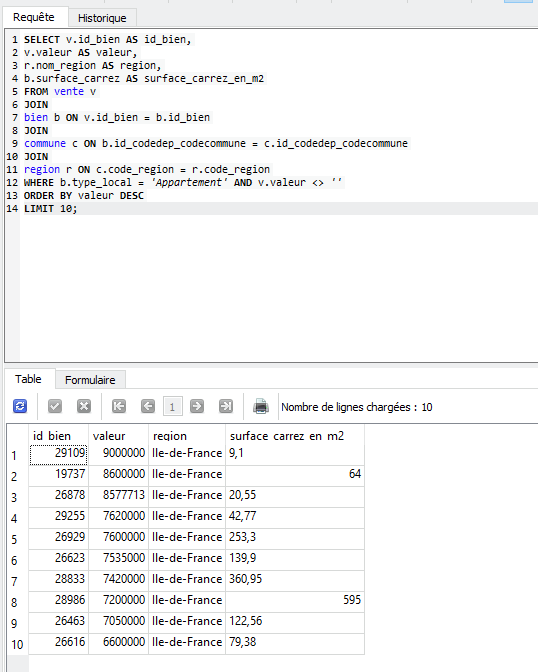 Requête Historique
1 SELECT v.id_bien AS id_bien,
2 v.valeur AS valeur,
3 r.nom_region AS region,
4 b.surface_carrez AS surface_carrez_en_m2
5 FROM vente v
6 JOIN
7 bien b ON v.id_bien = b.id_bien
8 JOIN
9 commune c ON b.id_codedep_codecommune = c.id_codedep_codecommune
10 JOIN
11 region r ON c.code_region = r.code_region
12 WHERE b.type_local = 'Appartement' AND v.valeur <> ''
13 ORDER BY valeur DESC
14 LIMIT 10;
Table Formulaire
1 Nombre de lignes chargées : 10
id_bien valeur region surface_carrez_en_m2
1 29109 9000000 Ile-de-France 9,1
2 19737 8600000 Ile-de-France 64
3 26878 8577713 Ile-de-France 20,55
4 29255 7620000 Ile-de-France 42,77
5 26929 7600000 Ile-de-France 253,3
6 26623 7535000 Ile-de-France 139,9
7 28833 7420000 Ile-de-France 360,95
8 28986 7200000 Ile-de-France 595
9 26463 7050000 Ile-de-France 122,56
10 26616 6600000 Ile-de-France 79,38